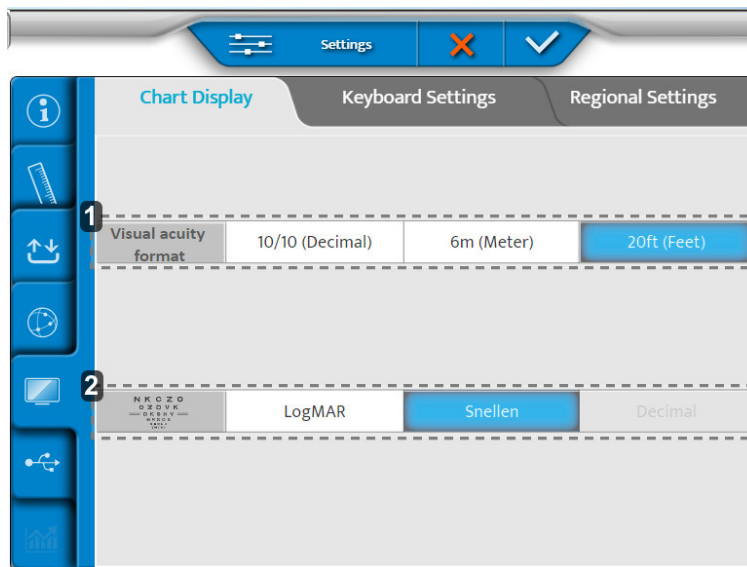 Settings
Chart Display Keyboard Settings Regional Settings
1
Visual acuity
format
10/10 (Decimal) 6m (Meter) 20ft (Feet)
2
N K C Z O
O Z D V K
LogMAR Snellen Decimal